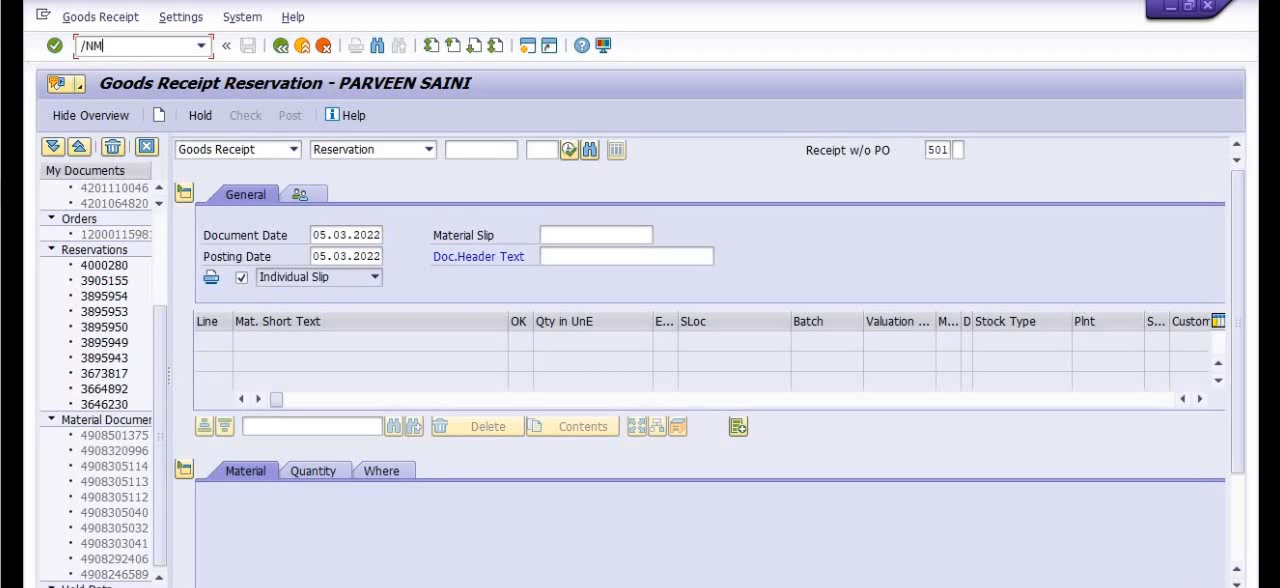 Goods Receipt Settings System Help
/NM
Goods Receipt Reservation - PARVEEN SAINI
Hide Overview Hold Check Post Help
Goods Receipt Reservation Receipt w/o PO 501
My Documents
4201110046
4201064820
Orders
12000115981
Reservations
4000280
3905155
3895954
3895953
3895950
3895949
3895943
3673817
3664892
3646230
Material Documer
4908501375
4908320996
4908305114
4908305113
4908305112
4908305040
4908305032
4908303041
4908292406
4908246589
General
Document Date 05.03.2022 Material Slip
Posting Date 05.03.2022 Doc.Header Text
Individual Slip
Line Mat. Short Text OK Qty in UnE E... SLoc Batch Valuation ... M... D Stock Type Plnt S... Custom
Delete Contents
Material Quantity Where